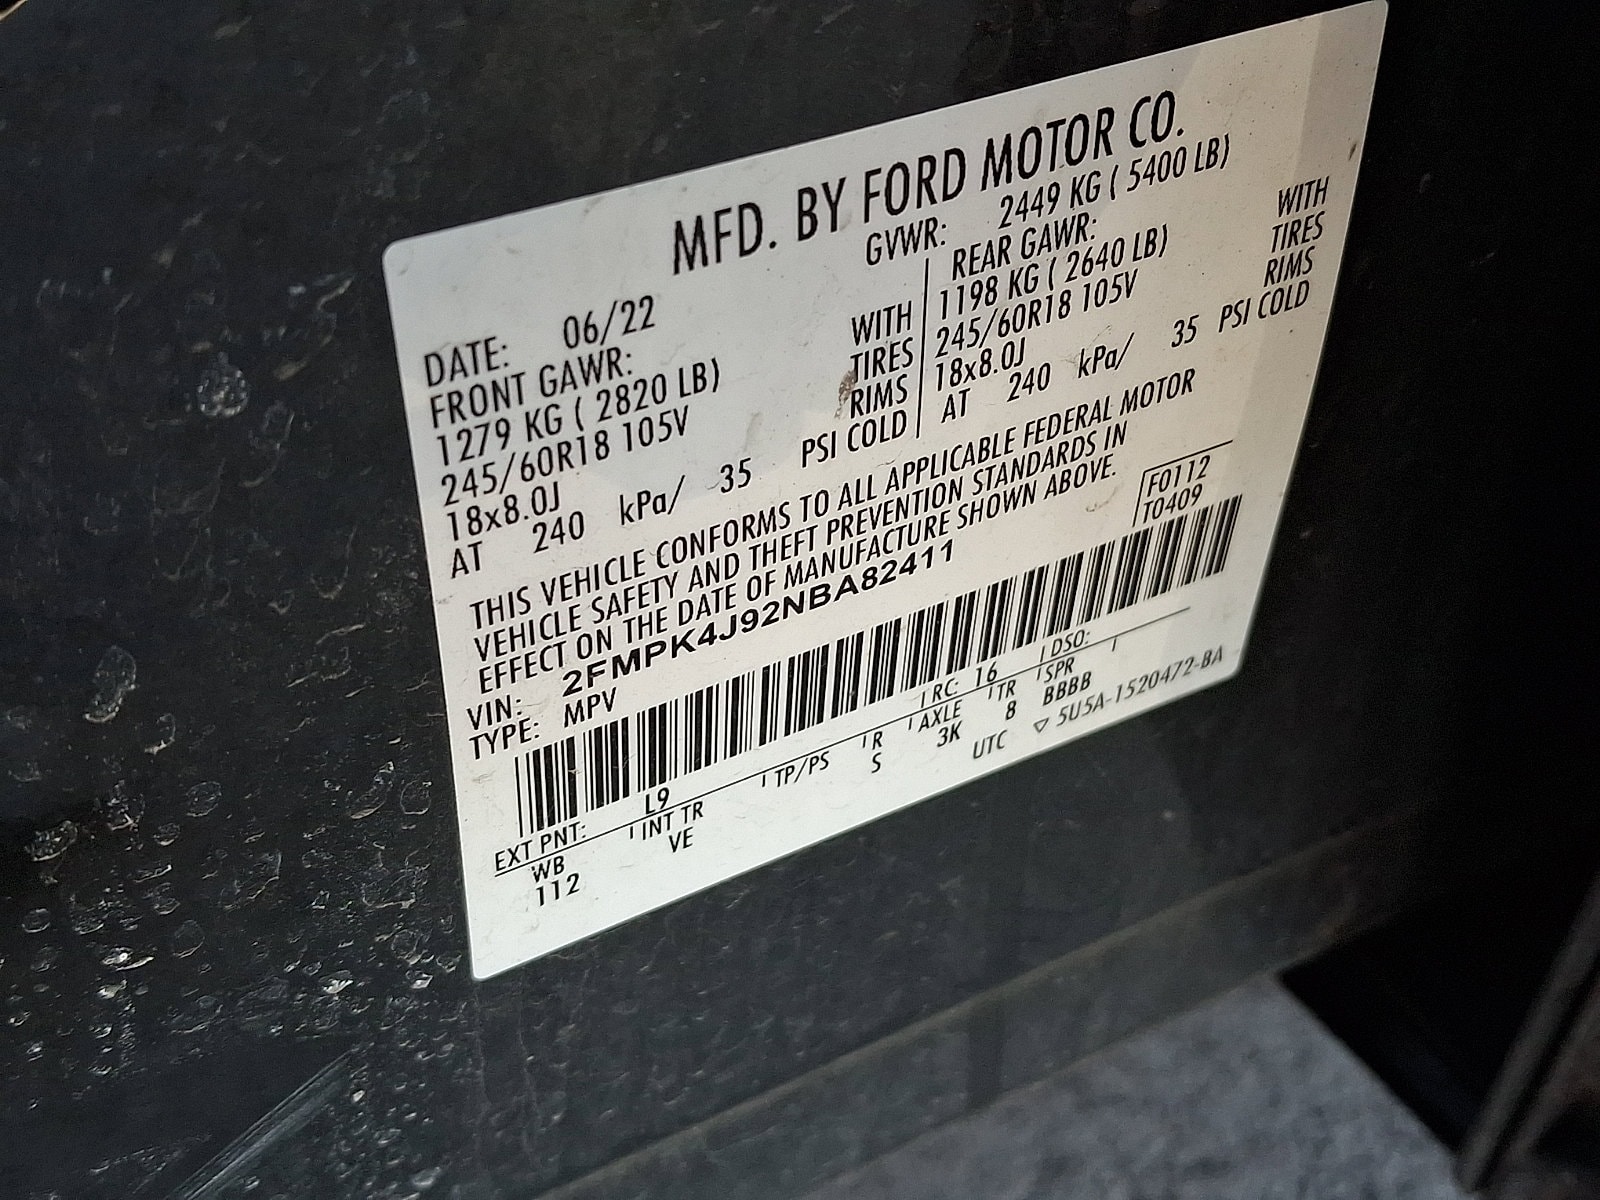 MFD. BY FORD MOTOR CO.
DATE: 06/22 GVWR: 2449 KG ( 5400 LB)
FRONT GAWR: REAR GAWR:
1279 KG ( 2820 LB) WITH 1198 KG ( 2640 LB) WITH
245/60R18 105V TIRES 245/60R18 105V TIRES
18x8.0J RIMS 18x8.0J RIMS
AT 240 kPa/ 35 PSI COLD AT 240 kPa/ 35 PSI COLD
THIS VEHICLE CONFORMS TO ALL APPLICABLE FEDERAL MOTOR
VEHICLE SAFETY AND THEFT PREVENTION STANDARDS IN
EFFECT ON THE DATE OF MANUFACTURE SHOWN ABOVE.
F0112
T0409
VIN: 2FMPK4J92NBA82411
TYPE: MPV
EXT PNT: L9 RC: 16 DSO:
WB INT TR TP/PS R AXLE TR SPR
112 VE S 3K 8 BBBB
UTC ▽ 5U5A-1520472-BA